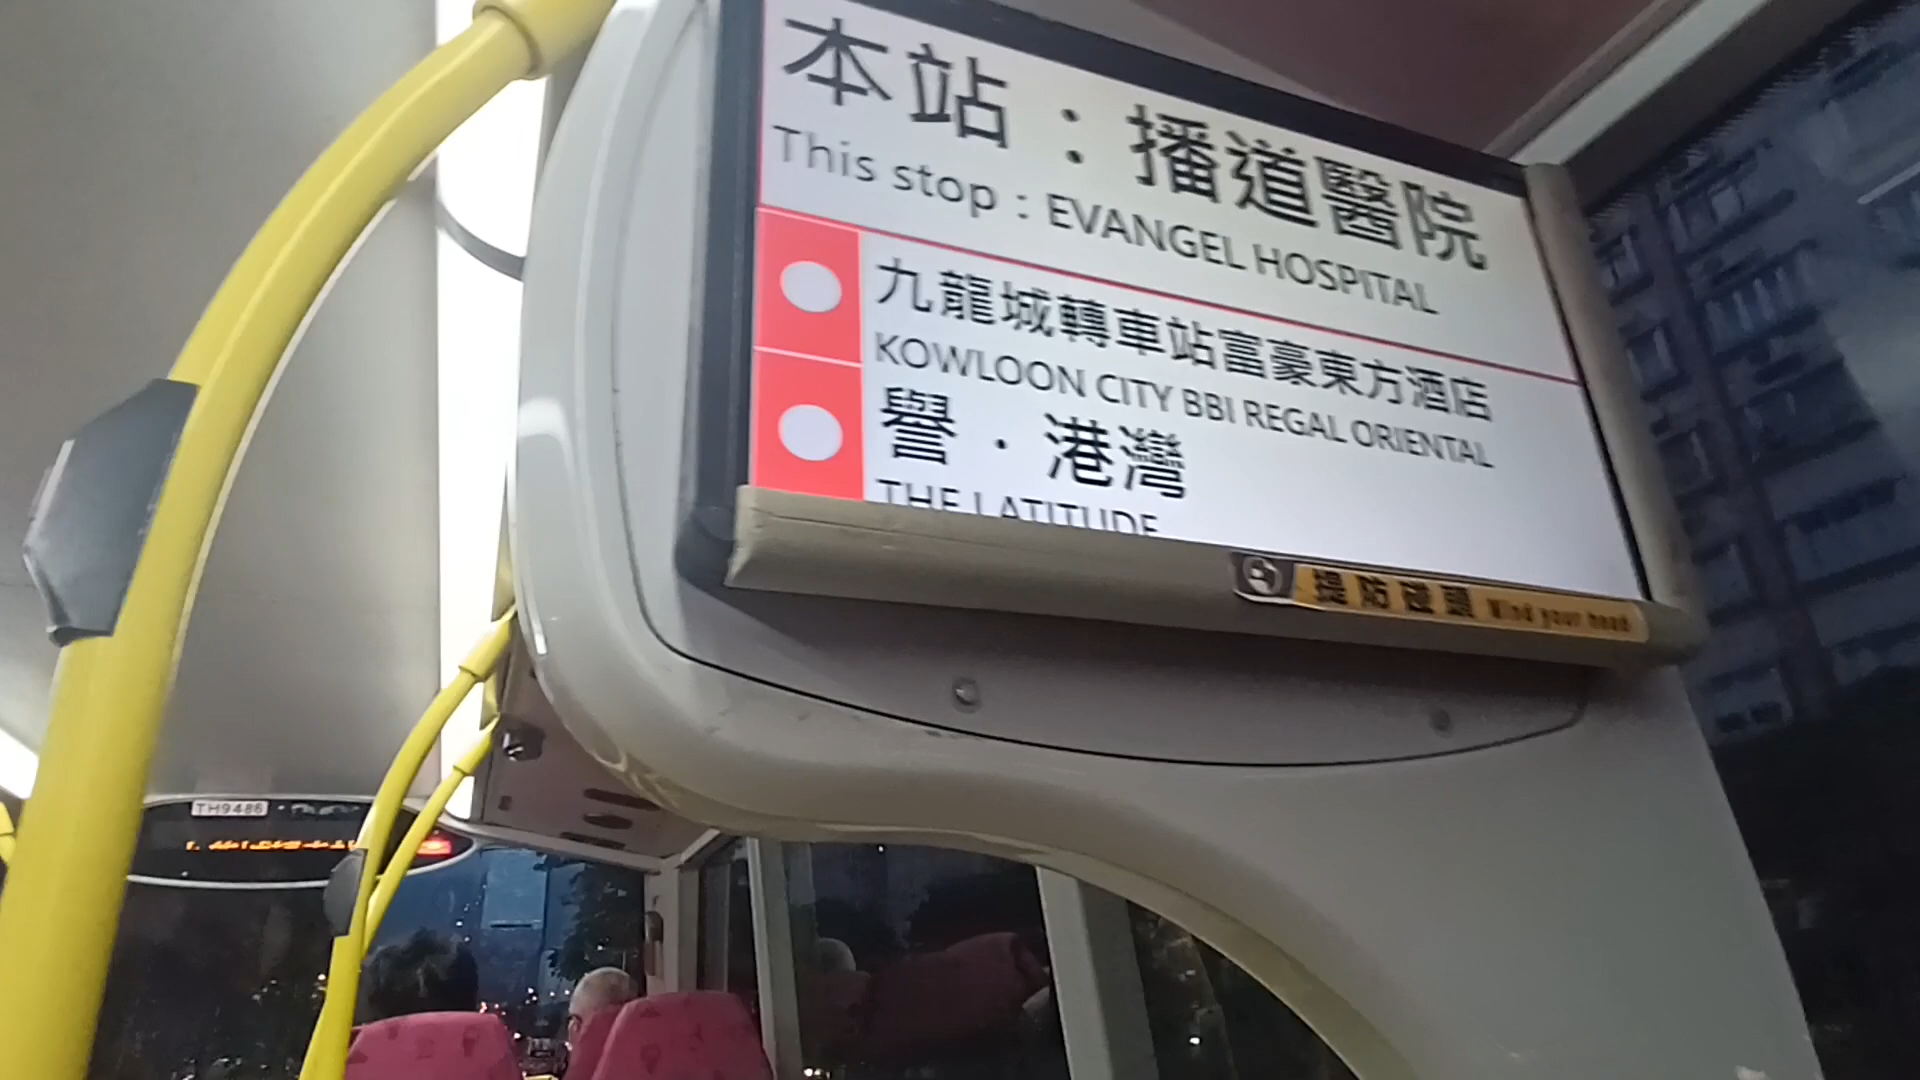 本站：播道醫院
This stop : EVANGEL HOSPITAL
九龍城轉車站富豪東方酒店
KOWLOON CITY BBI REGAL ORIENTAL
譽·港灣
THE LATITUDE
提防碰頭 Mind your head
TH9486